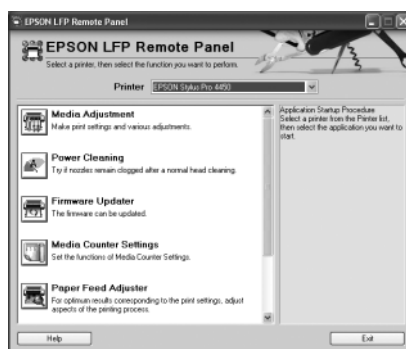 EPSON LFP Remote Panel
EPSON LFP Remote Panel
Select a printer, then select the function you want to perform.
Printer
EPSON Stylus Pro 4450
Media Adjustment
Make print settings and various adjustments.
Power Cleaning
Try if nozzles remain clogged after a normal head cleaning.
Firmware Updater
The firmware can be updated.
Media Counter Settings
Set the functions of Media Counter Settings.
Paper Feed Adjuster
For optimum results corresponding to the print settings, adjust
aspects of the printing process.
Application Startup Procedure
Select a printer from the Printer list,
then select the application you want to
start.
Help
Exit